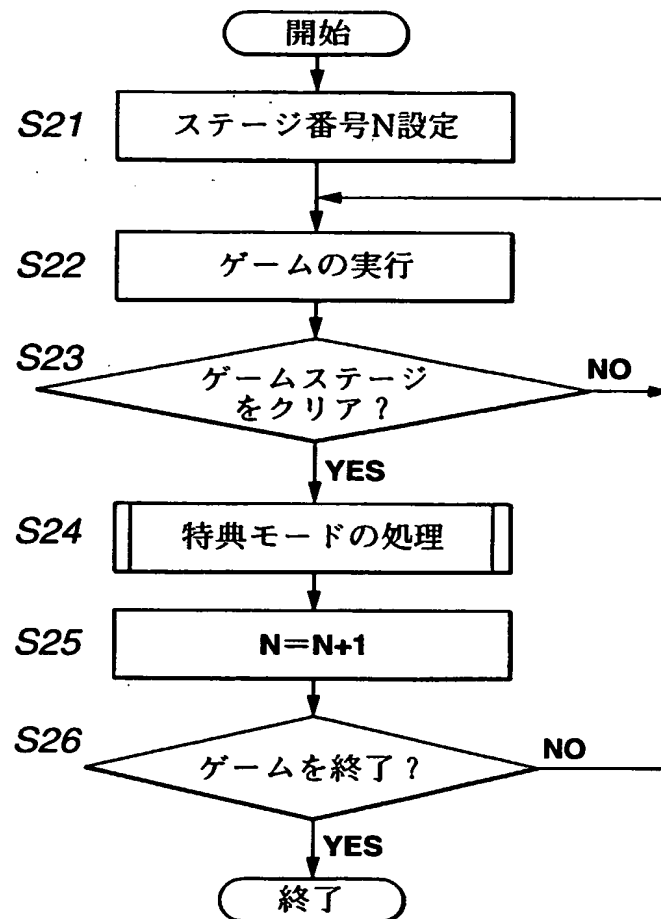 開始
S21
ステージ番号N設定
S22
ゲームの実行
S23
ゲームステージ
をクリア?
NO
YES
S24
特典モードの処理
S25
N=N+1
S26
ゲームを終了?
NO
YES
終了